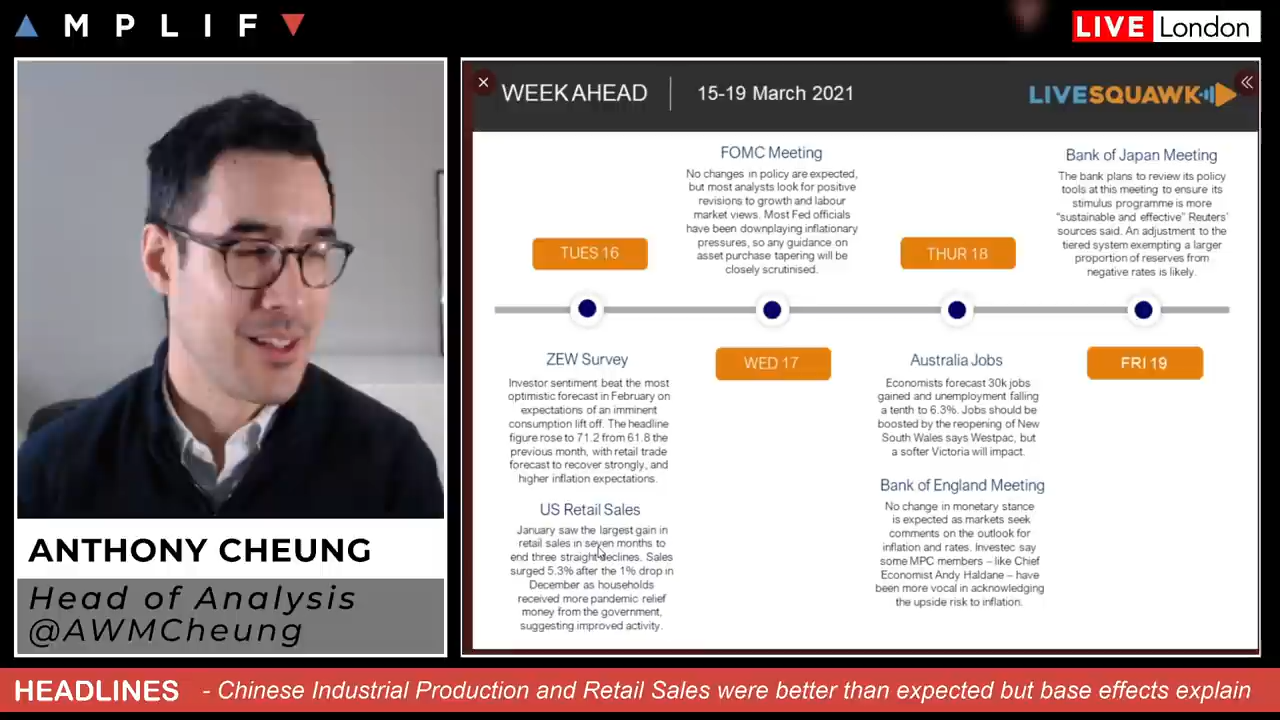 AMPLIFY
LIVE London
WEEK AHEAD
15-19 March 2021
LIVESQUAWK
FOMC Meeting
No changes in policy are expected,
but most analysts look for positive
revisions to growth and labour
market views. Most Fed officials
have been downplaying inflationary
pressures, so any guidance on
asset purchase tapering will be
closely scrutinised.
Bank of Japan Meeting
The bank plans to review its policy
tools at this meeting to ensure its
stimulus programme is more
“sustainable and effective” Reuters’
sources said. An adjustment to the
tiered system exempting a larger
proportion of reserves from
negative rates is likely.
TUES 16
THUR 18
ZEW Survey
Investor sentiment beat the most
optimistic forecast in February on
expectations of an imminent
consumption lift off. The headline
figure rose to 71.2 from 61.8 the
previous month, with retail trade
forecast to recover strongly, and
higher inflation expectations.
US Retail Sales
January saw the largest gain in
retail sales in seven months to
end three straight declines. Sales
surged 5.3% after the 1% drop in
December as households
received more pandemic relief
money from the government,
suggesting improved activity.
WED 17
Australia Jobs
Economists forecast 30k jobs
gained and unemployment falling
a tenth to 6.3%. Jobs should be
boosted by the reopening of New
South Wales says Westpac, but
a softer Victoria will impact.
Bank of England Meeting
No change in monetary stance
is expected as markets seek
comments on the outlook for
inflation and rates. Investec say
some MPC members – like Chief
Economist Andy Haldane – have
been more vocal in acknowledging
the upside risk to inflation.
FRI 19
ANTHONY CHEUNG
Head of Analysis
@AWMCheung
HEADLINES - Chinese Industrial Production and Retail Sales were better than expected but base effects explain